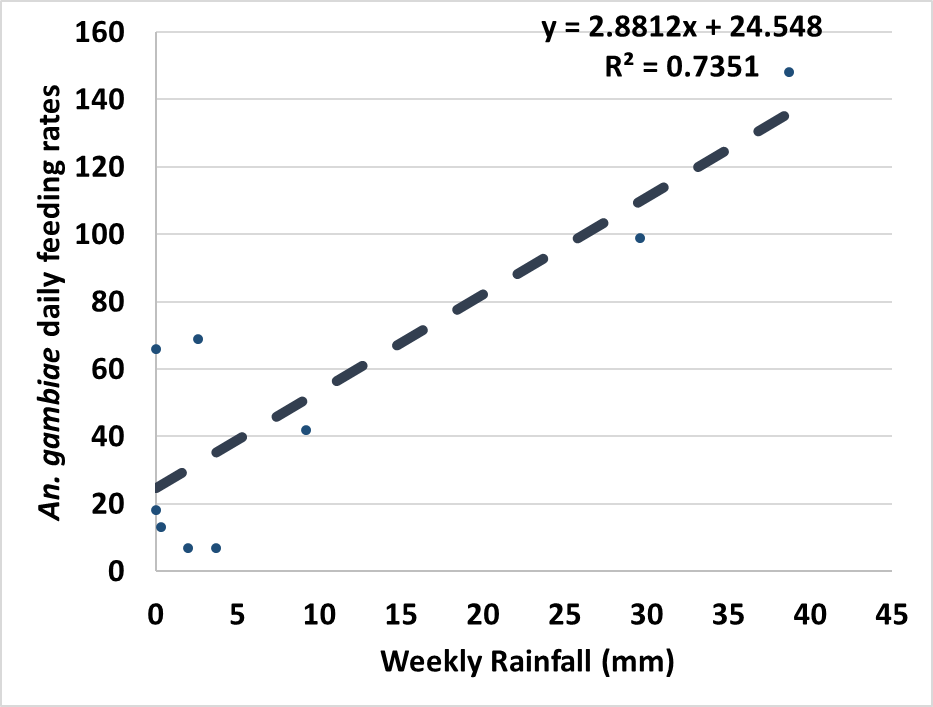 y = 2.8812x + 24.548
R² = 0.7351
An. gambiae daily feeding rates
160
140
120
100
80
60
40
20
0
0 5 10 15 20 25 30 35 40 45
Weekly Rainfall (mm)